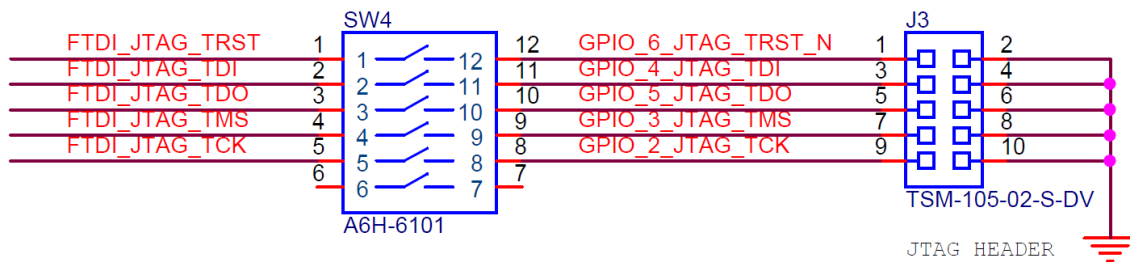 SW4
J3
FTDI_JTAG_TRST 1 1 12 12 GPIO_6_JTAG_TRST_N 1 2
FTDI_JTAG_TDI 2 2 11 11 GPIO_4_JTAG_TDI 3 4
FTDI_JTAG_TDO 3 3 10 10 GPIO_5_JTAG_TDO 5 6
FTDI_JTAG_TMS 4 4 9 9 GPIO_3_JTAG_TMS 7 8
FTDI_JTAG_TCK 5 5 8 8 GPIO_2_JTAG_TCK 9 10
6 6 7 7
A6H-6101
TSM-105-02-S-DV
JTAG HEADER